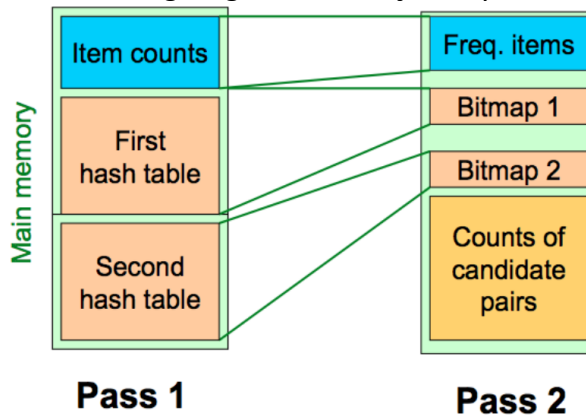 Main memory
Item counts
First
hash table
Second
hash table
Pass 1
Freq. items
Bitmap 1
Bitmap 2
Counts of
candidate
pairs
Pass 2